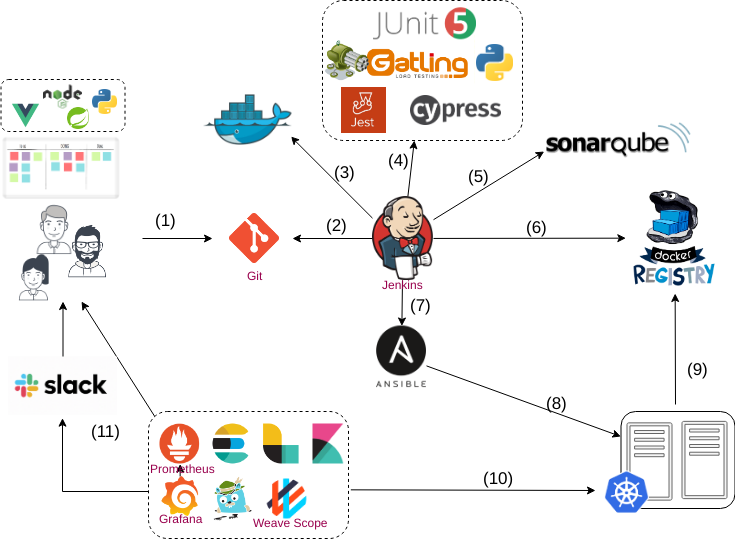 JUnit 5
Gatling
LOAD TESTING
Jest
cypress
node
JS
sonarqube
(1)
(2)
(3)
(4)
(5)
(6)
Git
Jenkins
docker
REGISTRY
(7)
ANSIBLE
(8)
(9)
slack
(11)
Prometheus
(10)
Grafana
Weave Scope